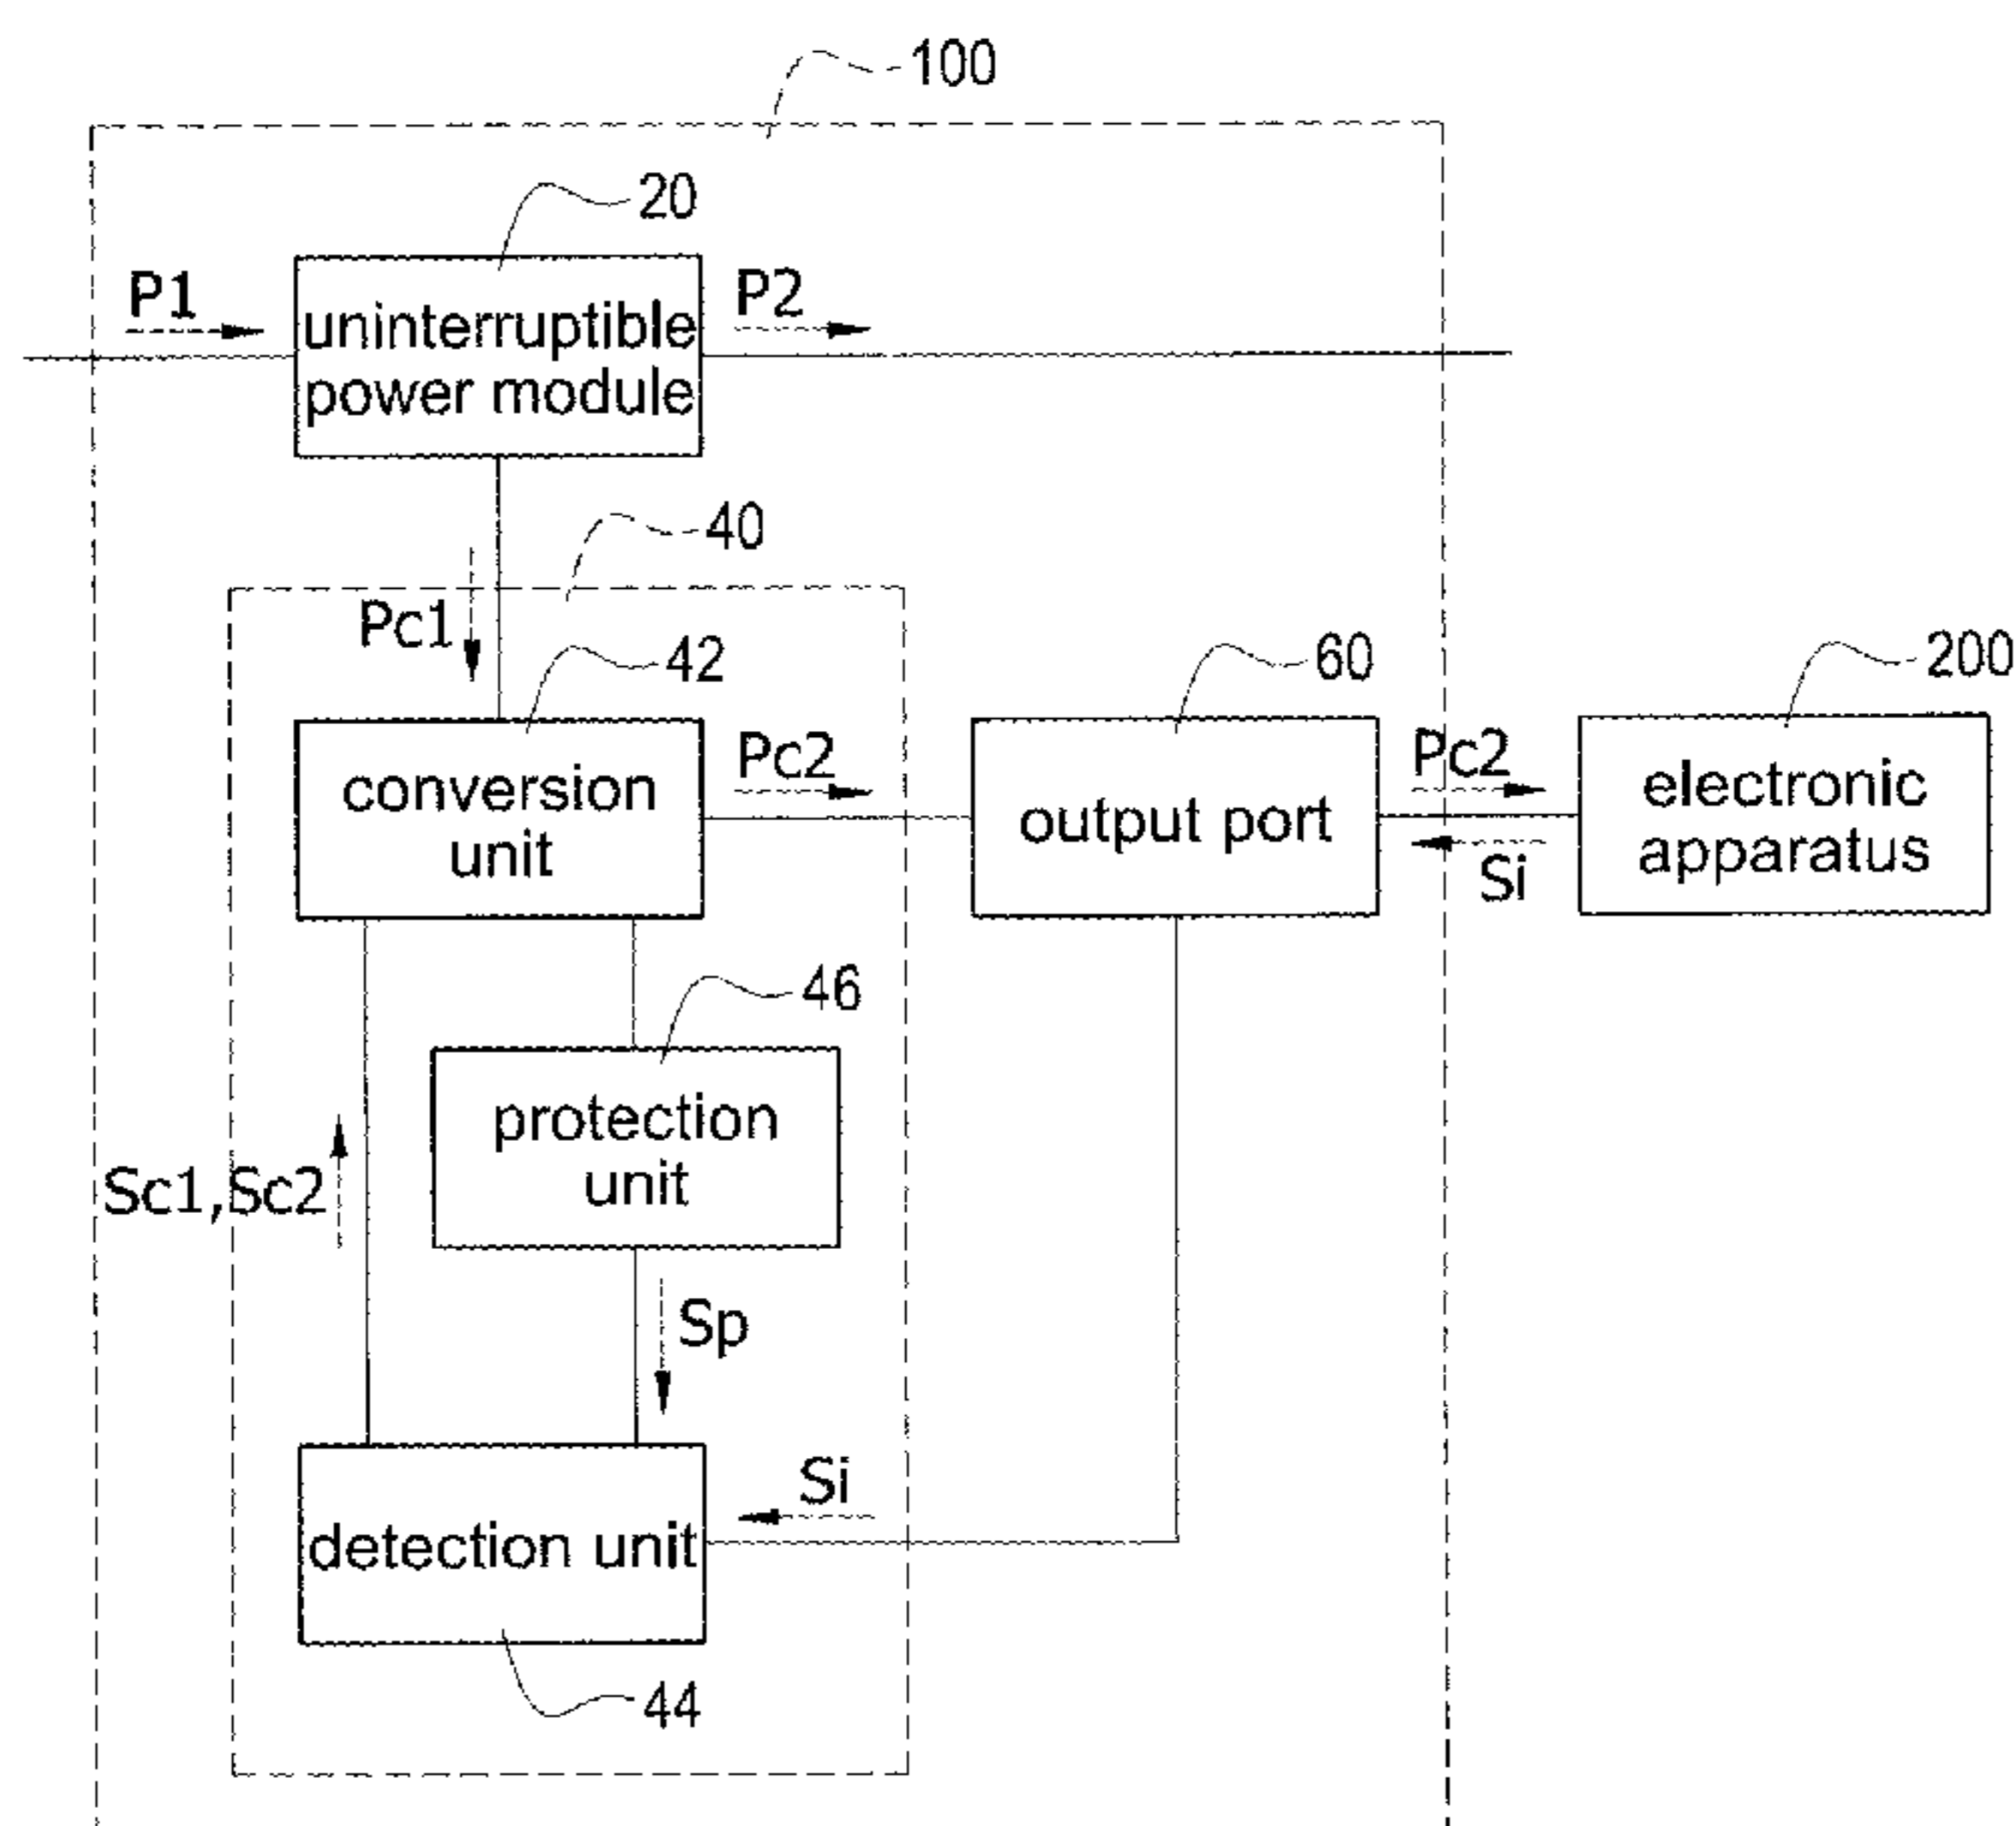 100
20
P1
P2
uninterruptible
power module
40
Pc1
42
60
200
conversion
unit
Pc2
output port
Pc2
Si
electronic
apparatus
46
protection
unit
Sc1,Sc2
Sp
Si
detection unit
44